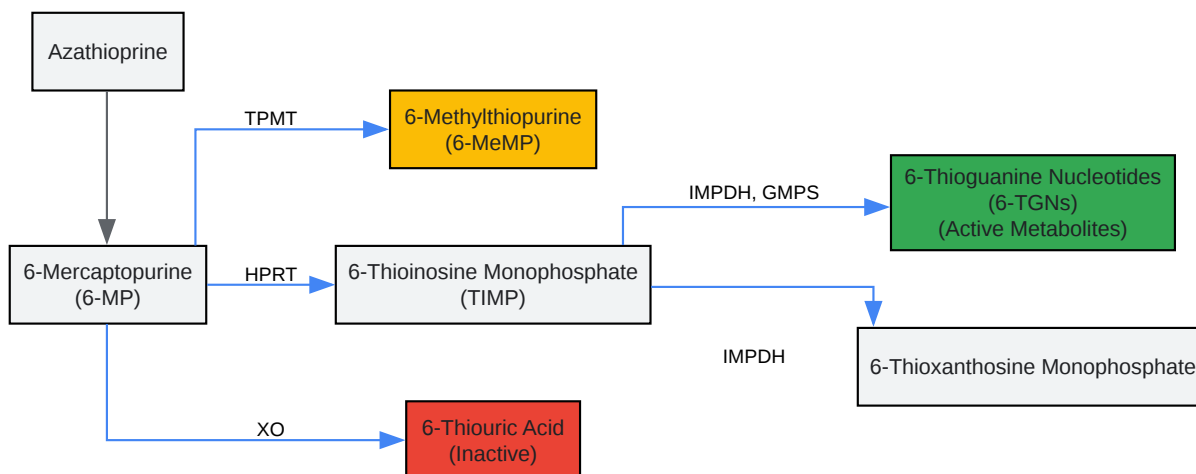 Azathioprine
TPMT
6-Methylthiopurine
(6-MeMP)
6-Thioguanine Nucleotides
(6-TGNs)
(Active Metabolites)
IMPDH, GMPS
6-Mercaptopurine
(6-MP)
HPRT
6-Thioinosine Monophosphate
(TIMP)
IMPDH
6-Thioxanthosine Monophosphate
XO
6-Thiouric Acid
(Inactive)